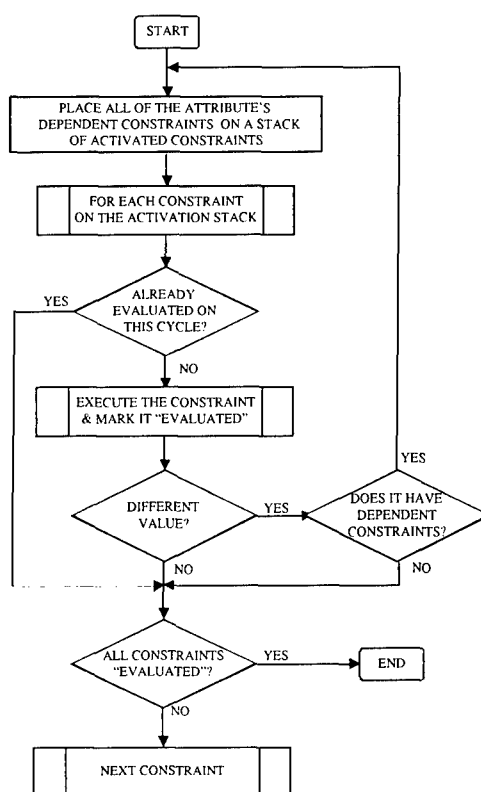 START
PLACE ALL OF THE ATTRIBUTE'S
DEPENDENT CONSTRAINTS ON A STACK
OF ACTIVATED CONSTRAINTS
FOR EACH CONSTRAINT
ON THE ACTIVATION STACK
YES
ALREADY
EVALUATED ON
THIS CYCLE?
NO
EXECUTE THE CONSTRAINT
& MARK IT "EVALUATED"
YES
DIFFERENT
VALUE?
YES
DOES IT HAVE
DEPENDENT
CONSTRAINTS?
NO
NO
ALL CONSTRAINTS
"EVALUATED"?
YES
END
NO
NEXT CONSTRAINT